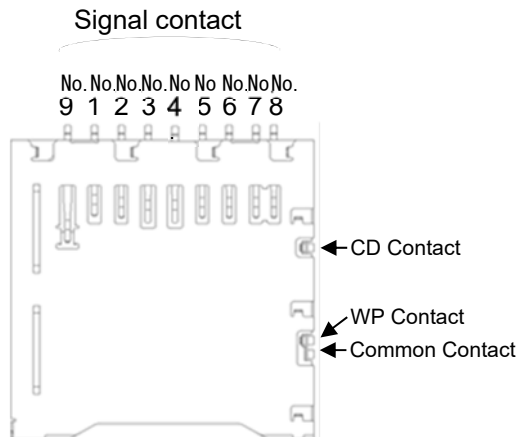 Signal contact
No. No. No. No. No No No. No No.
9 1 2 3 4 5 6 7 8
CD Contact
WP Contact
Common Contact